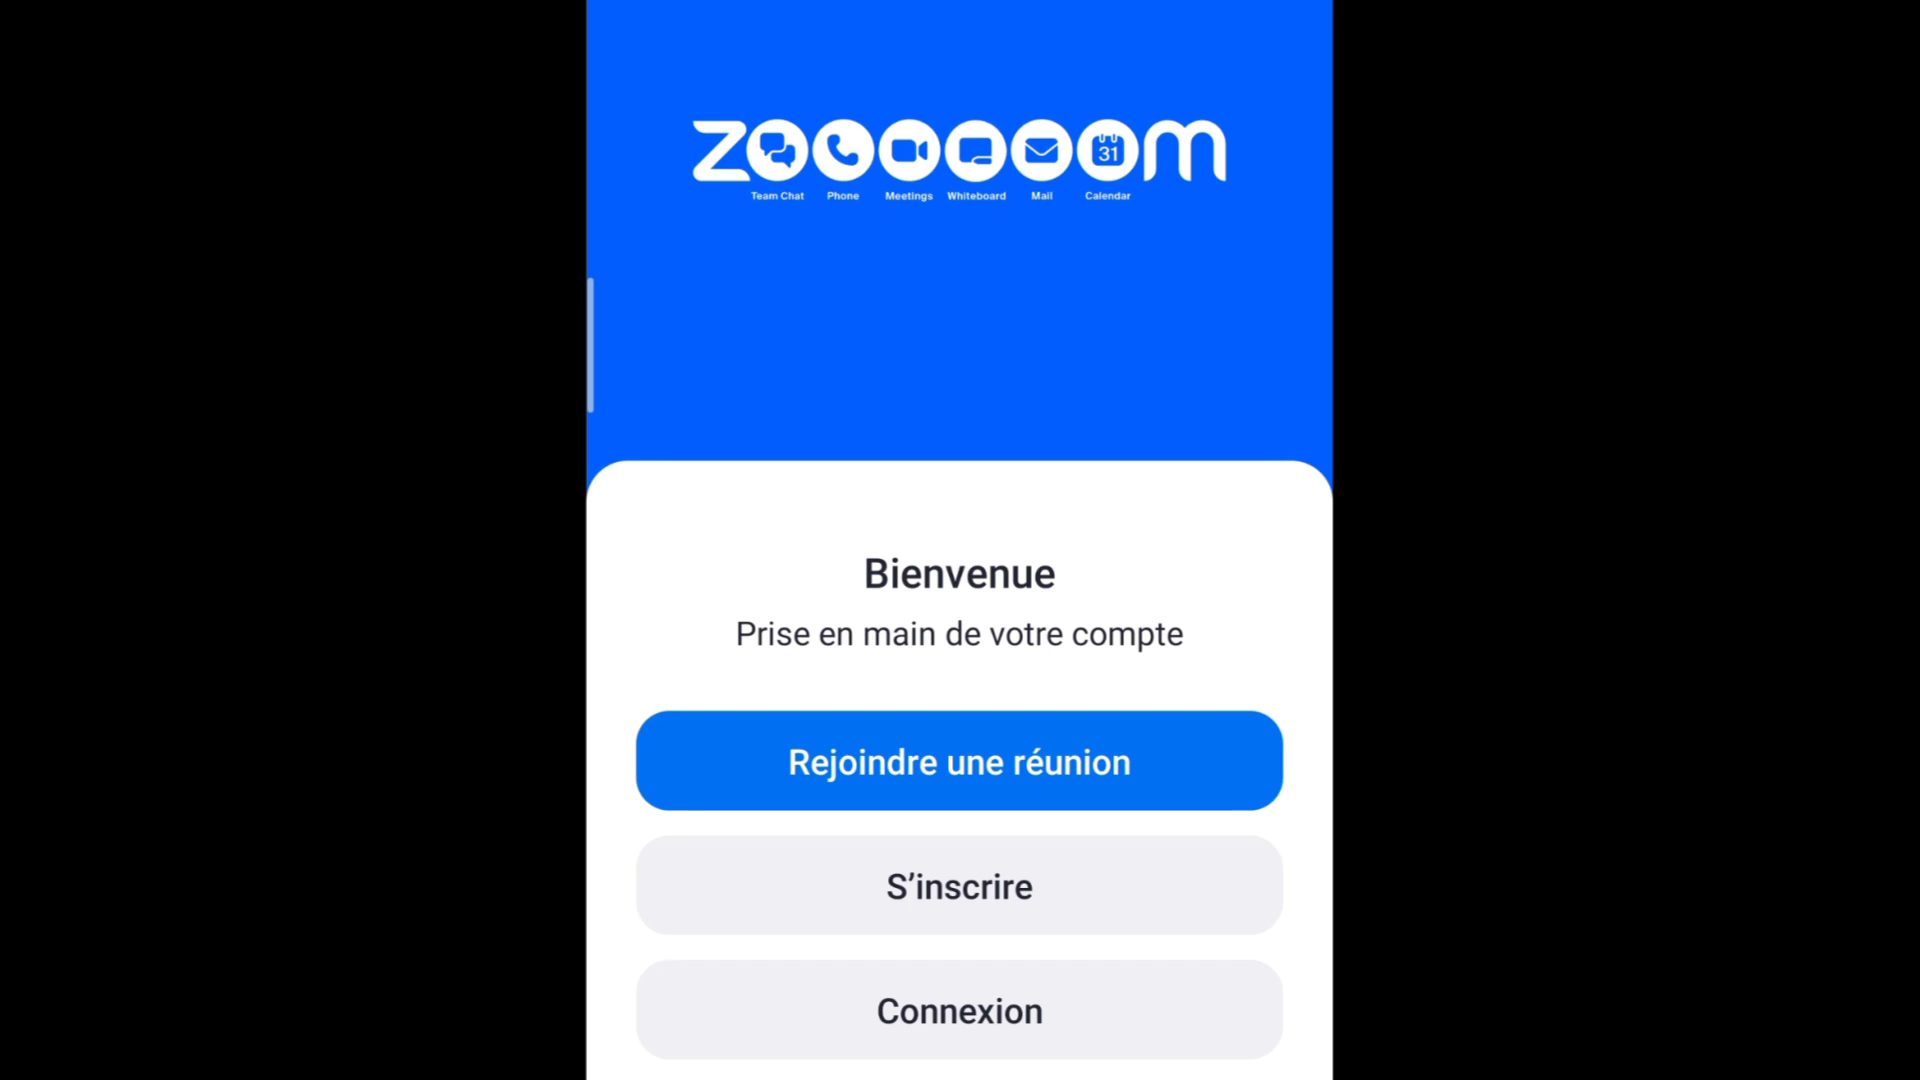 zoooooom
31
Team Chat Phone Meetings Whiteboard Mail Calendar
Bienvenue
Prise en main de votre compte
Rejoindre une réunion
S’inscrire
Connexion